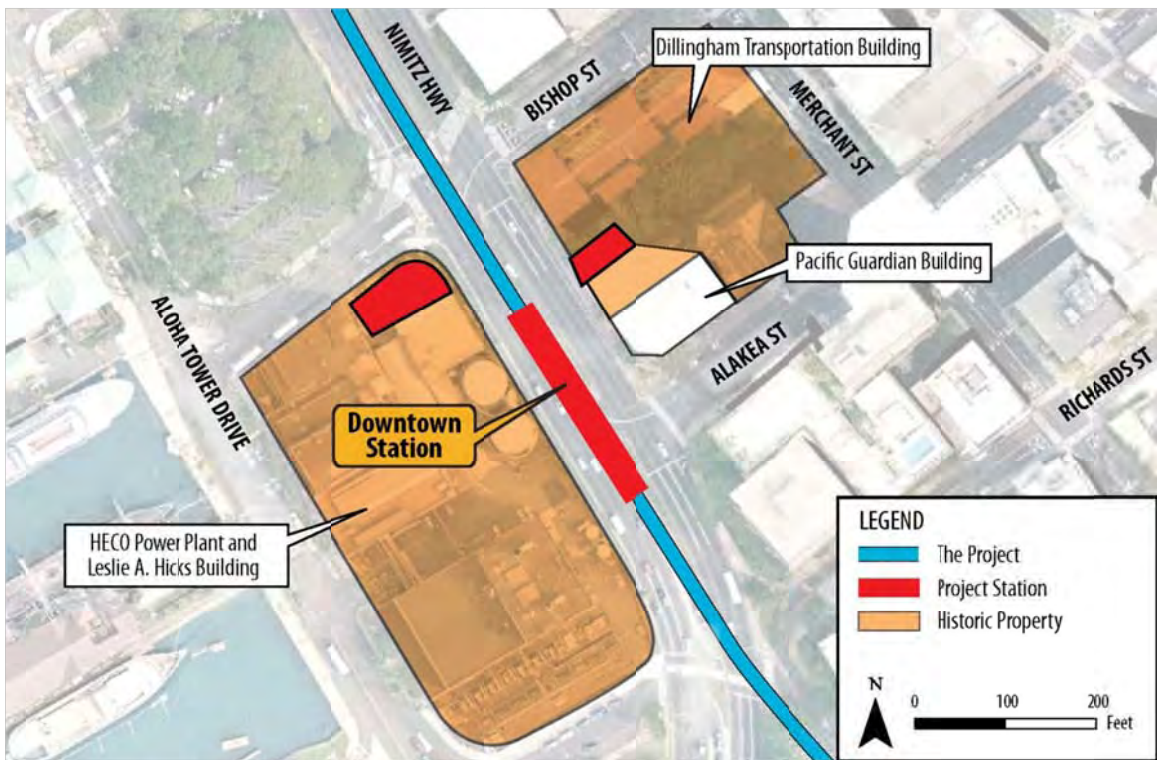 NIMITZ HWY
BISHOP ST
Dillingham Transportation Building
MERCHANT ST
Pacific Guardian Building
ALAKEA ST
RICHARDS ST
ALOHA TOWER DRIVE
Downtown
Station
HECO Power Plant and
Leslie A. Hicks Building
LEGEND
The Project
Project Station
Historic Property
N
0 100 200
Feet